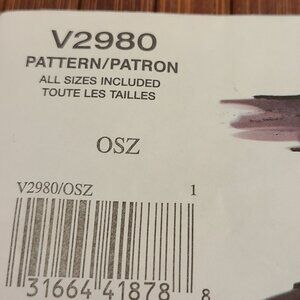 V2980
PATTERN/PATRON
ALL SIZES INCLUDED
TOUTE LES TAILLES
OSZ
V2980/OSZ 1
31664 41878 8